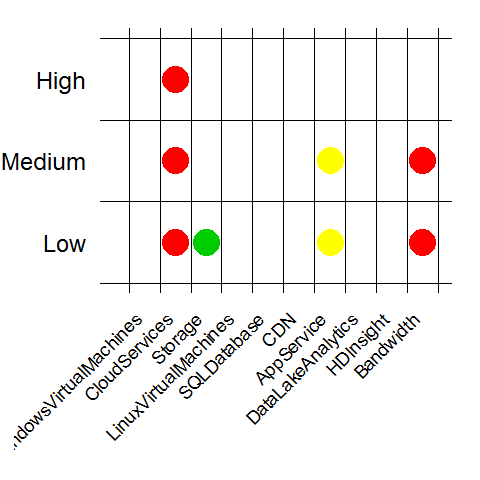 High
Medium
Low
ndowsVirtualMachines
CloudServices
Storage
LinuxVirtualMachines
SQLDatabase
CDN
AppService
DataLakeAnalytics
HDInsight
Bandwidth